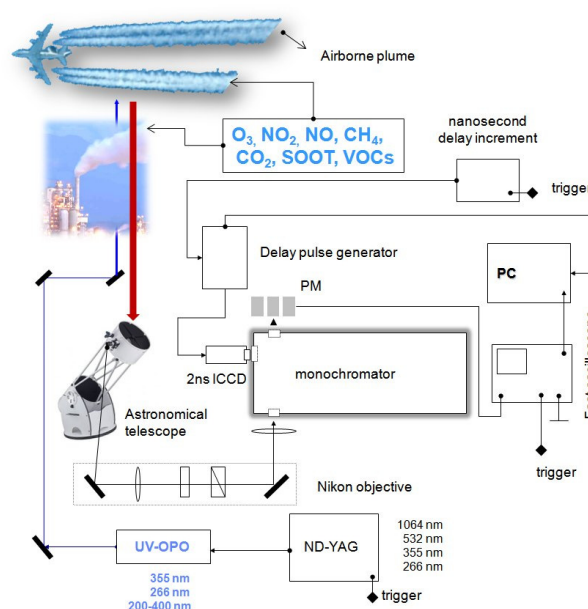 Airborne plume
nanosecond
delay increment
O3, NO2, NO, CH4,
CO2, SOOT, VOCs
trigger
Delay pulse generator
PC
PM
2ns ICCD
monochromator
Astronomical
telescope
trigger
Nikon objective
UV-OPO
ND-YAG
1064 nm
532 nm
355 nm
266 nm
355 nm
266 nm
200-400 nm
trigger